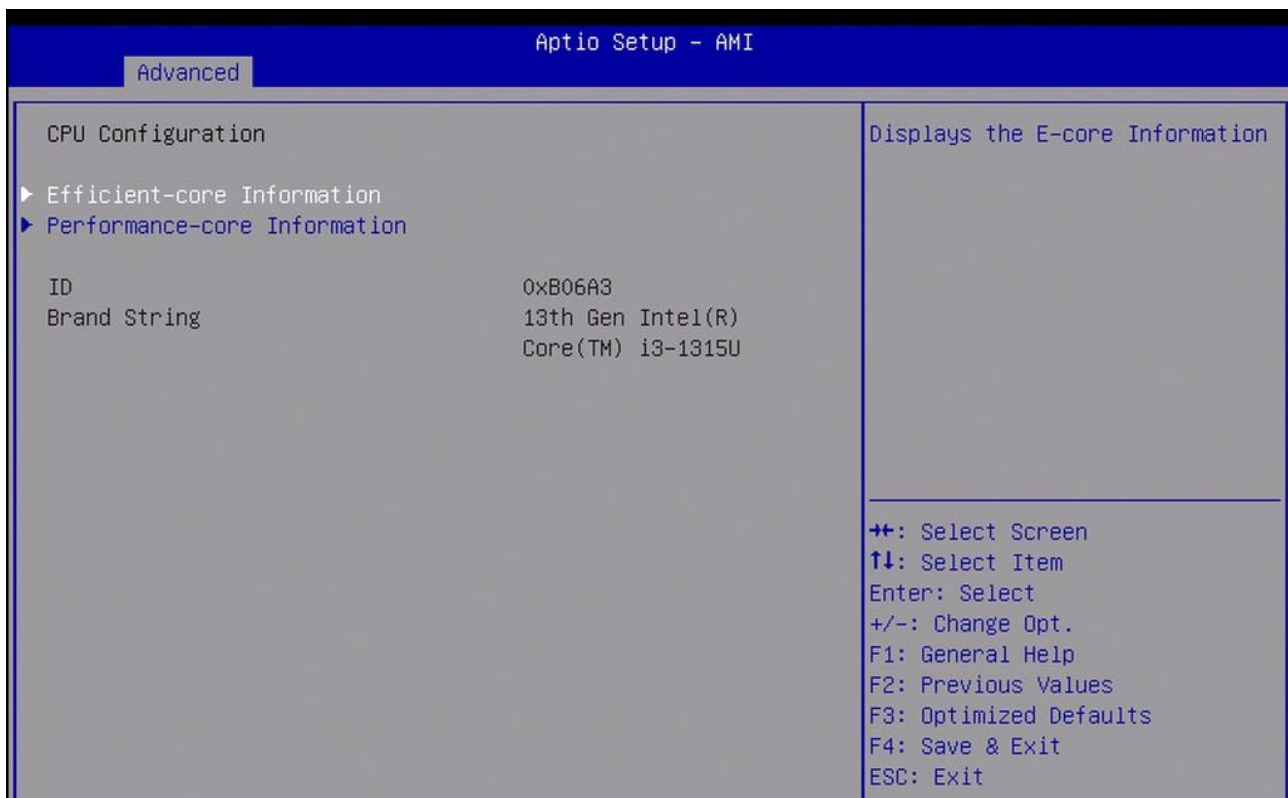 Aptio Setup - AMI
Advanced
CPU Configuration
Efficient-core Information
Performance-core Information
ID 0xB06A3
Brand String 13th Gen Intel(R)
Core(TM) i3-1315U
Displays the E-core Information
→←: Select Screen
↑↓: Select Item
Enter: Select
+/-: Change Opt.
F1: General Help
F2: Previous Values
F3: Optimized Defaults
F4: Save & Exit
ESC: Exit